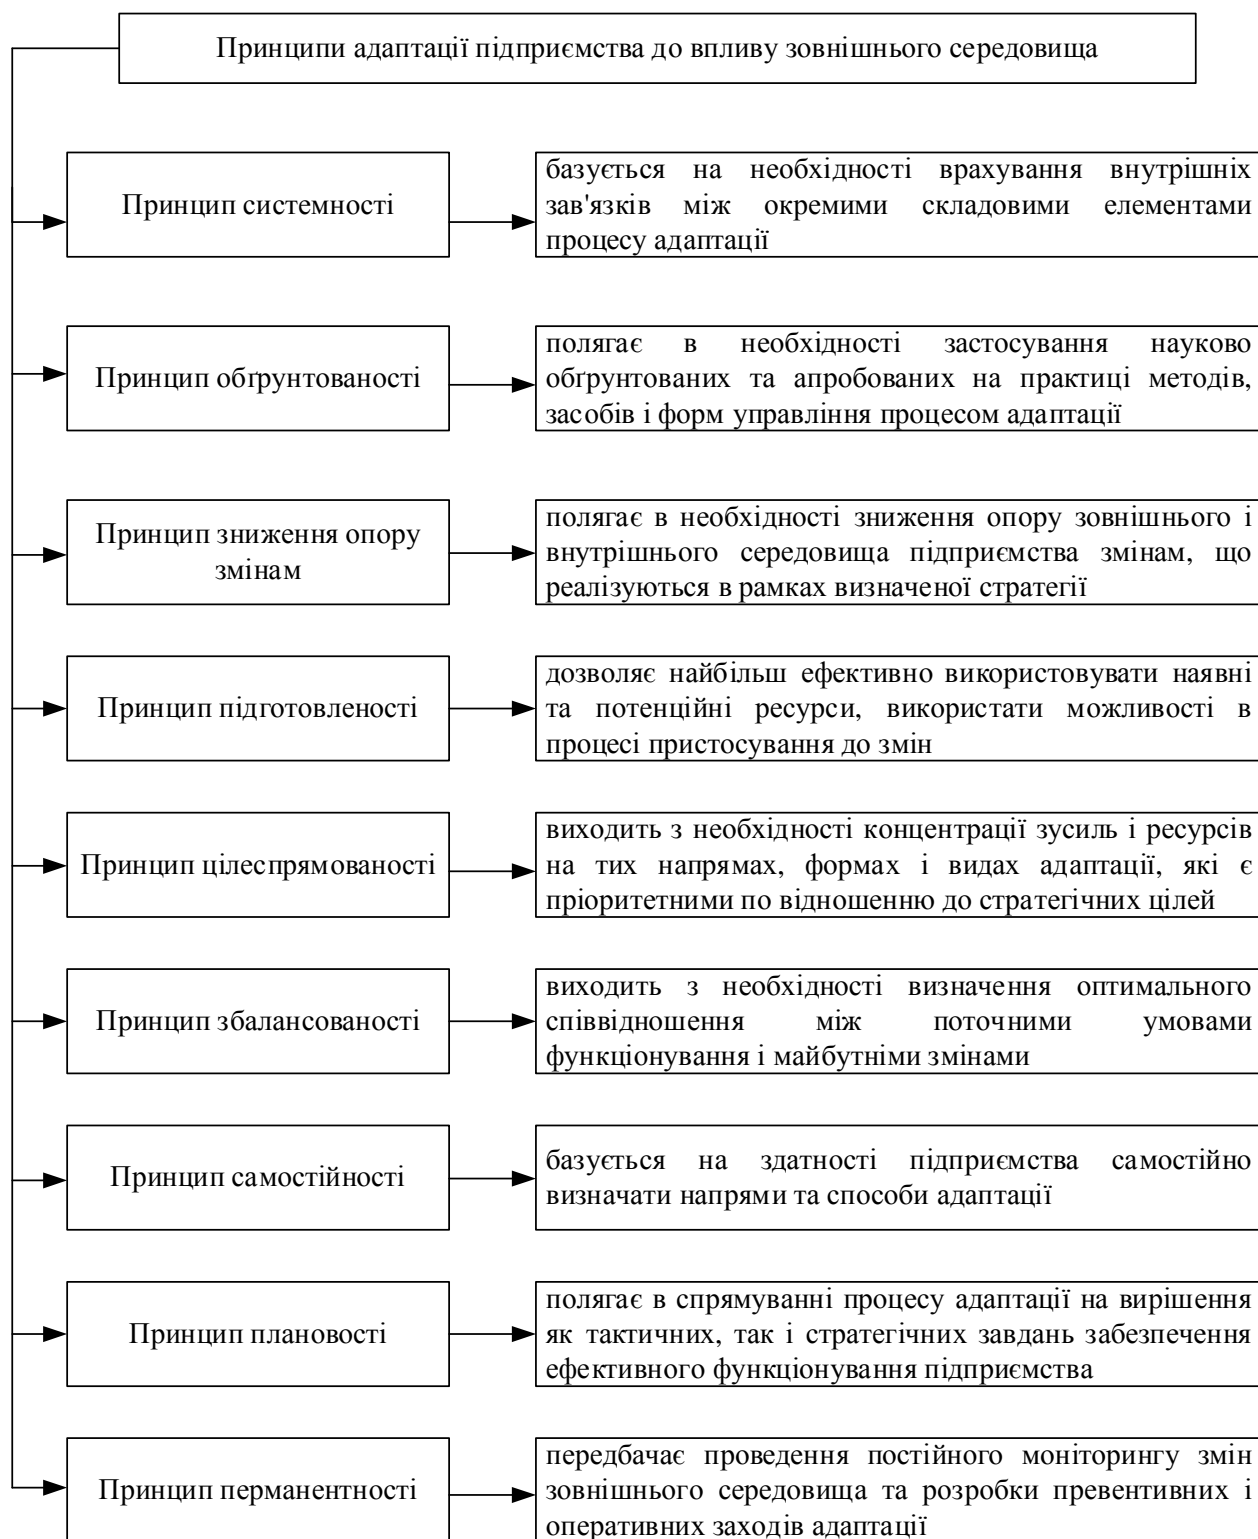 Принципи адаптації підприємства до впливу зовнішнього середовища
Принцип системності
базується на необхідності врахування внутрішніх
зав'язків між окремими складовими елементами
процесу адаптації
Принцип обґрунтованості
полягає в необхідності застосування науково
обґрунтованих та апробованих на практиці методів,
засобів і форм управління процесом адаптації
Принцип зниження опору
змінам
полягає в необхідності зниження опору зовнішнього і
внутрішнього середовища підприємства змінам, що
реалізуються в рамках визначеної стратегії
Принцип підготовленості
дозволяє найбільш ефективно використовувати наявні
та потенційні ресурси, використати можливості в
процесі пристосування до змін
Принцип цілеспрямованості
виходить з необхідності концентрації зусиль і ресурсів
на тих напрямах, формах і видах адаптації, які є
пріоритетними по відношенню до стратегічних цілей
Принцип збалансованості
виходить з необхідності визначення оптимального
співвідношення між поточними умовами
функціонування і майбутніми змінами
Принцип самостійності
базується на здатності підприємства самостійно
визначати напрями та способи адаптації
Принцип плановості
полягає в спрямуванні процесу адаптації на вирішення
як тактичних, так і стратегічних завдань забезпечення
ефективного функціонування підприємства
Принцип перманентності
передбачає проведення постійного моніторингу змін
зовнішнього середовища та розробки превентивних і
оперативних заходів адаптації